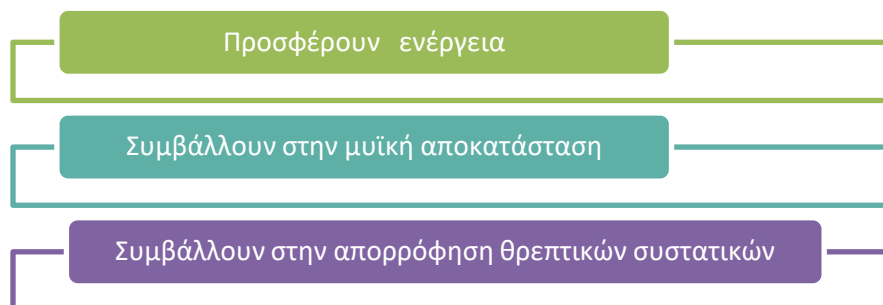 Προσφέρουν ενέργεια
Συμβάλλουν στην μυϊκή αποκατάσταση
Συμβάλλουν στην απορρόφηση θρεπτικών συστατικών